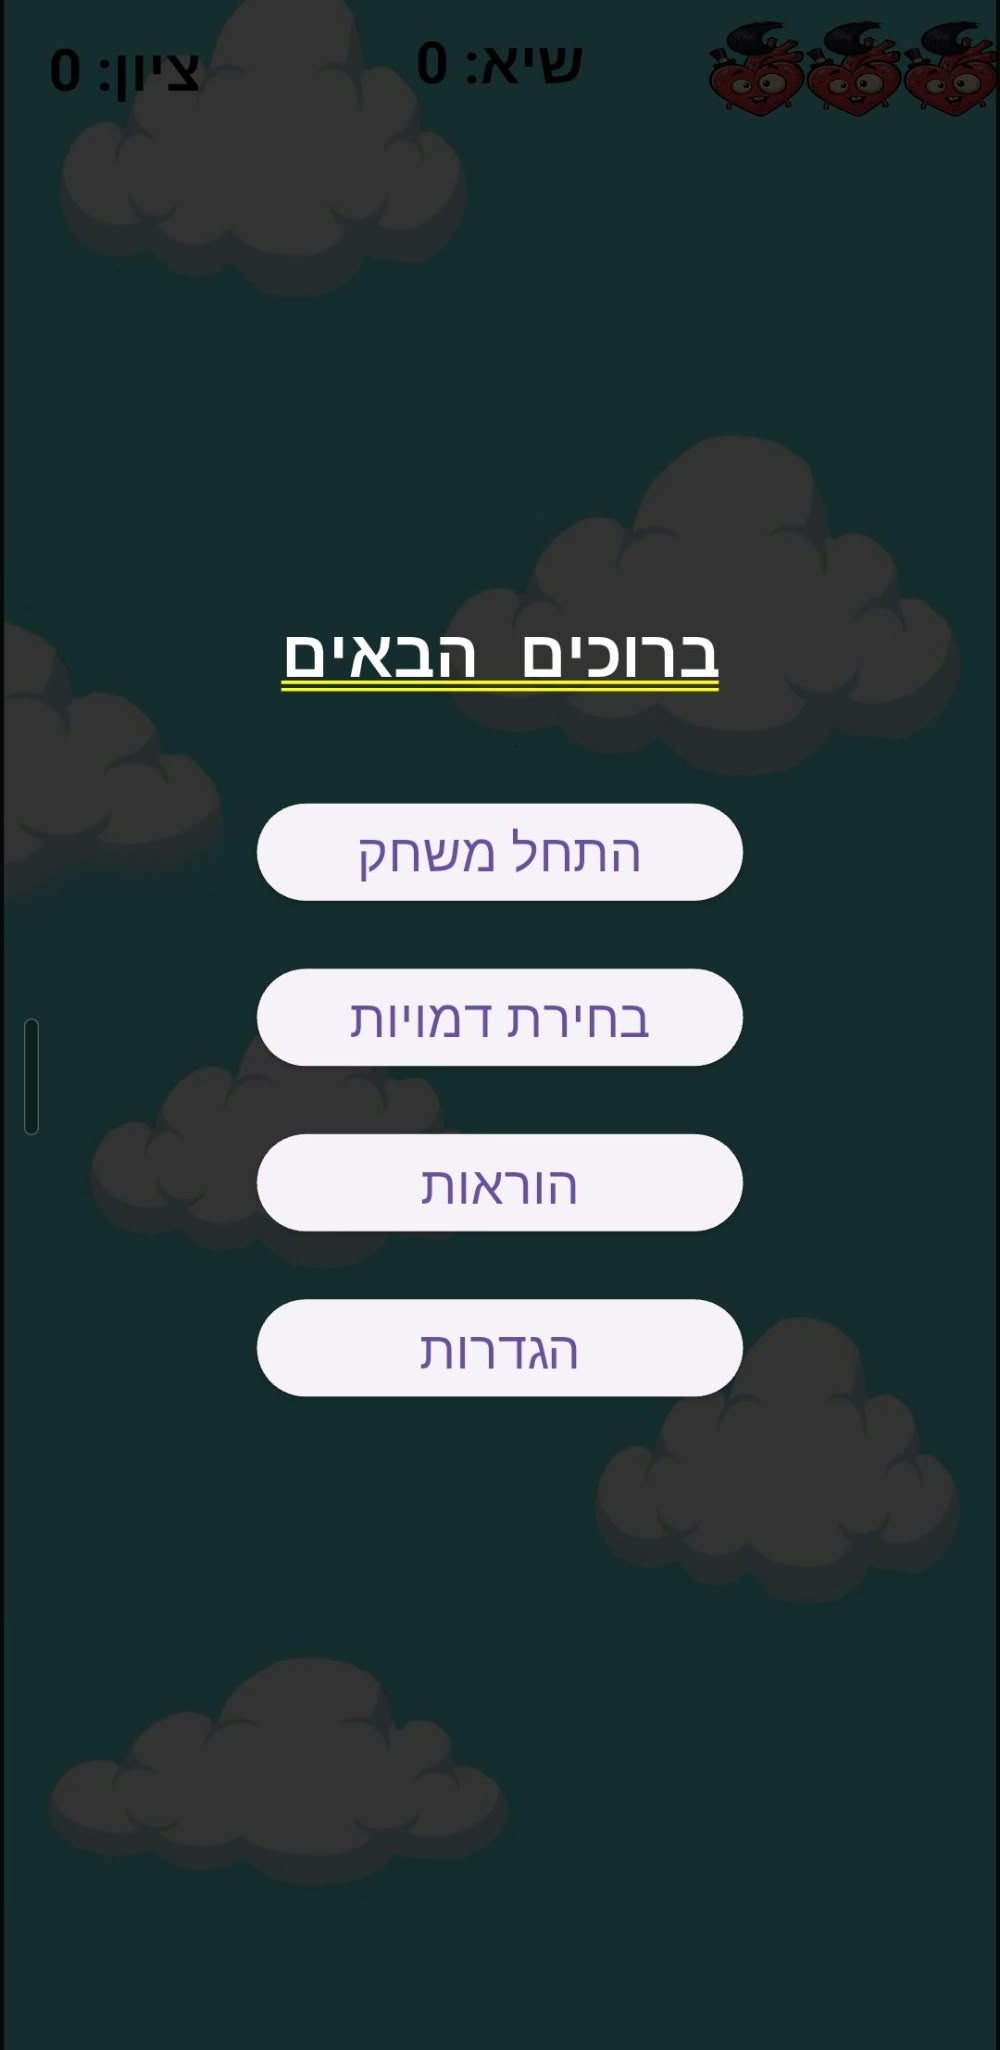 ציון: 0
שיא: 0
ברוכים הבאים
התחל משחק
בחירת דמויות
הוראות
הגדרות